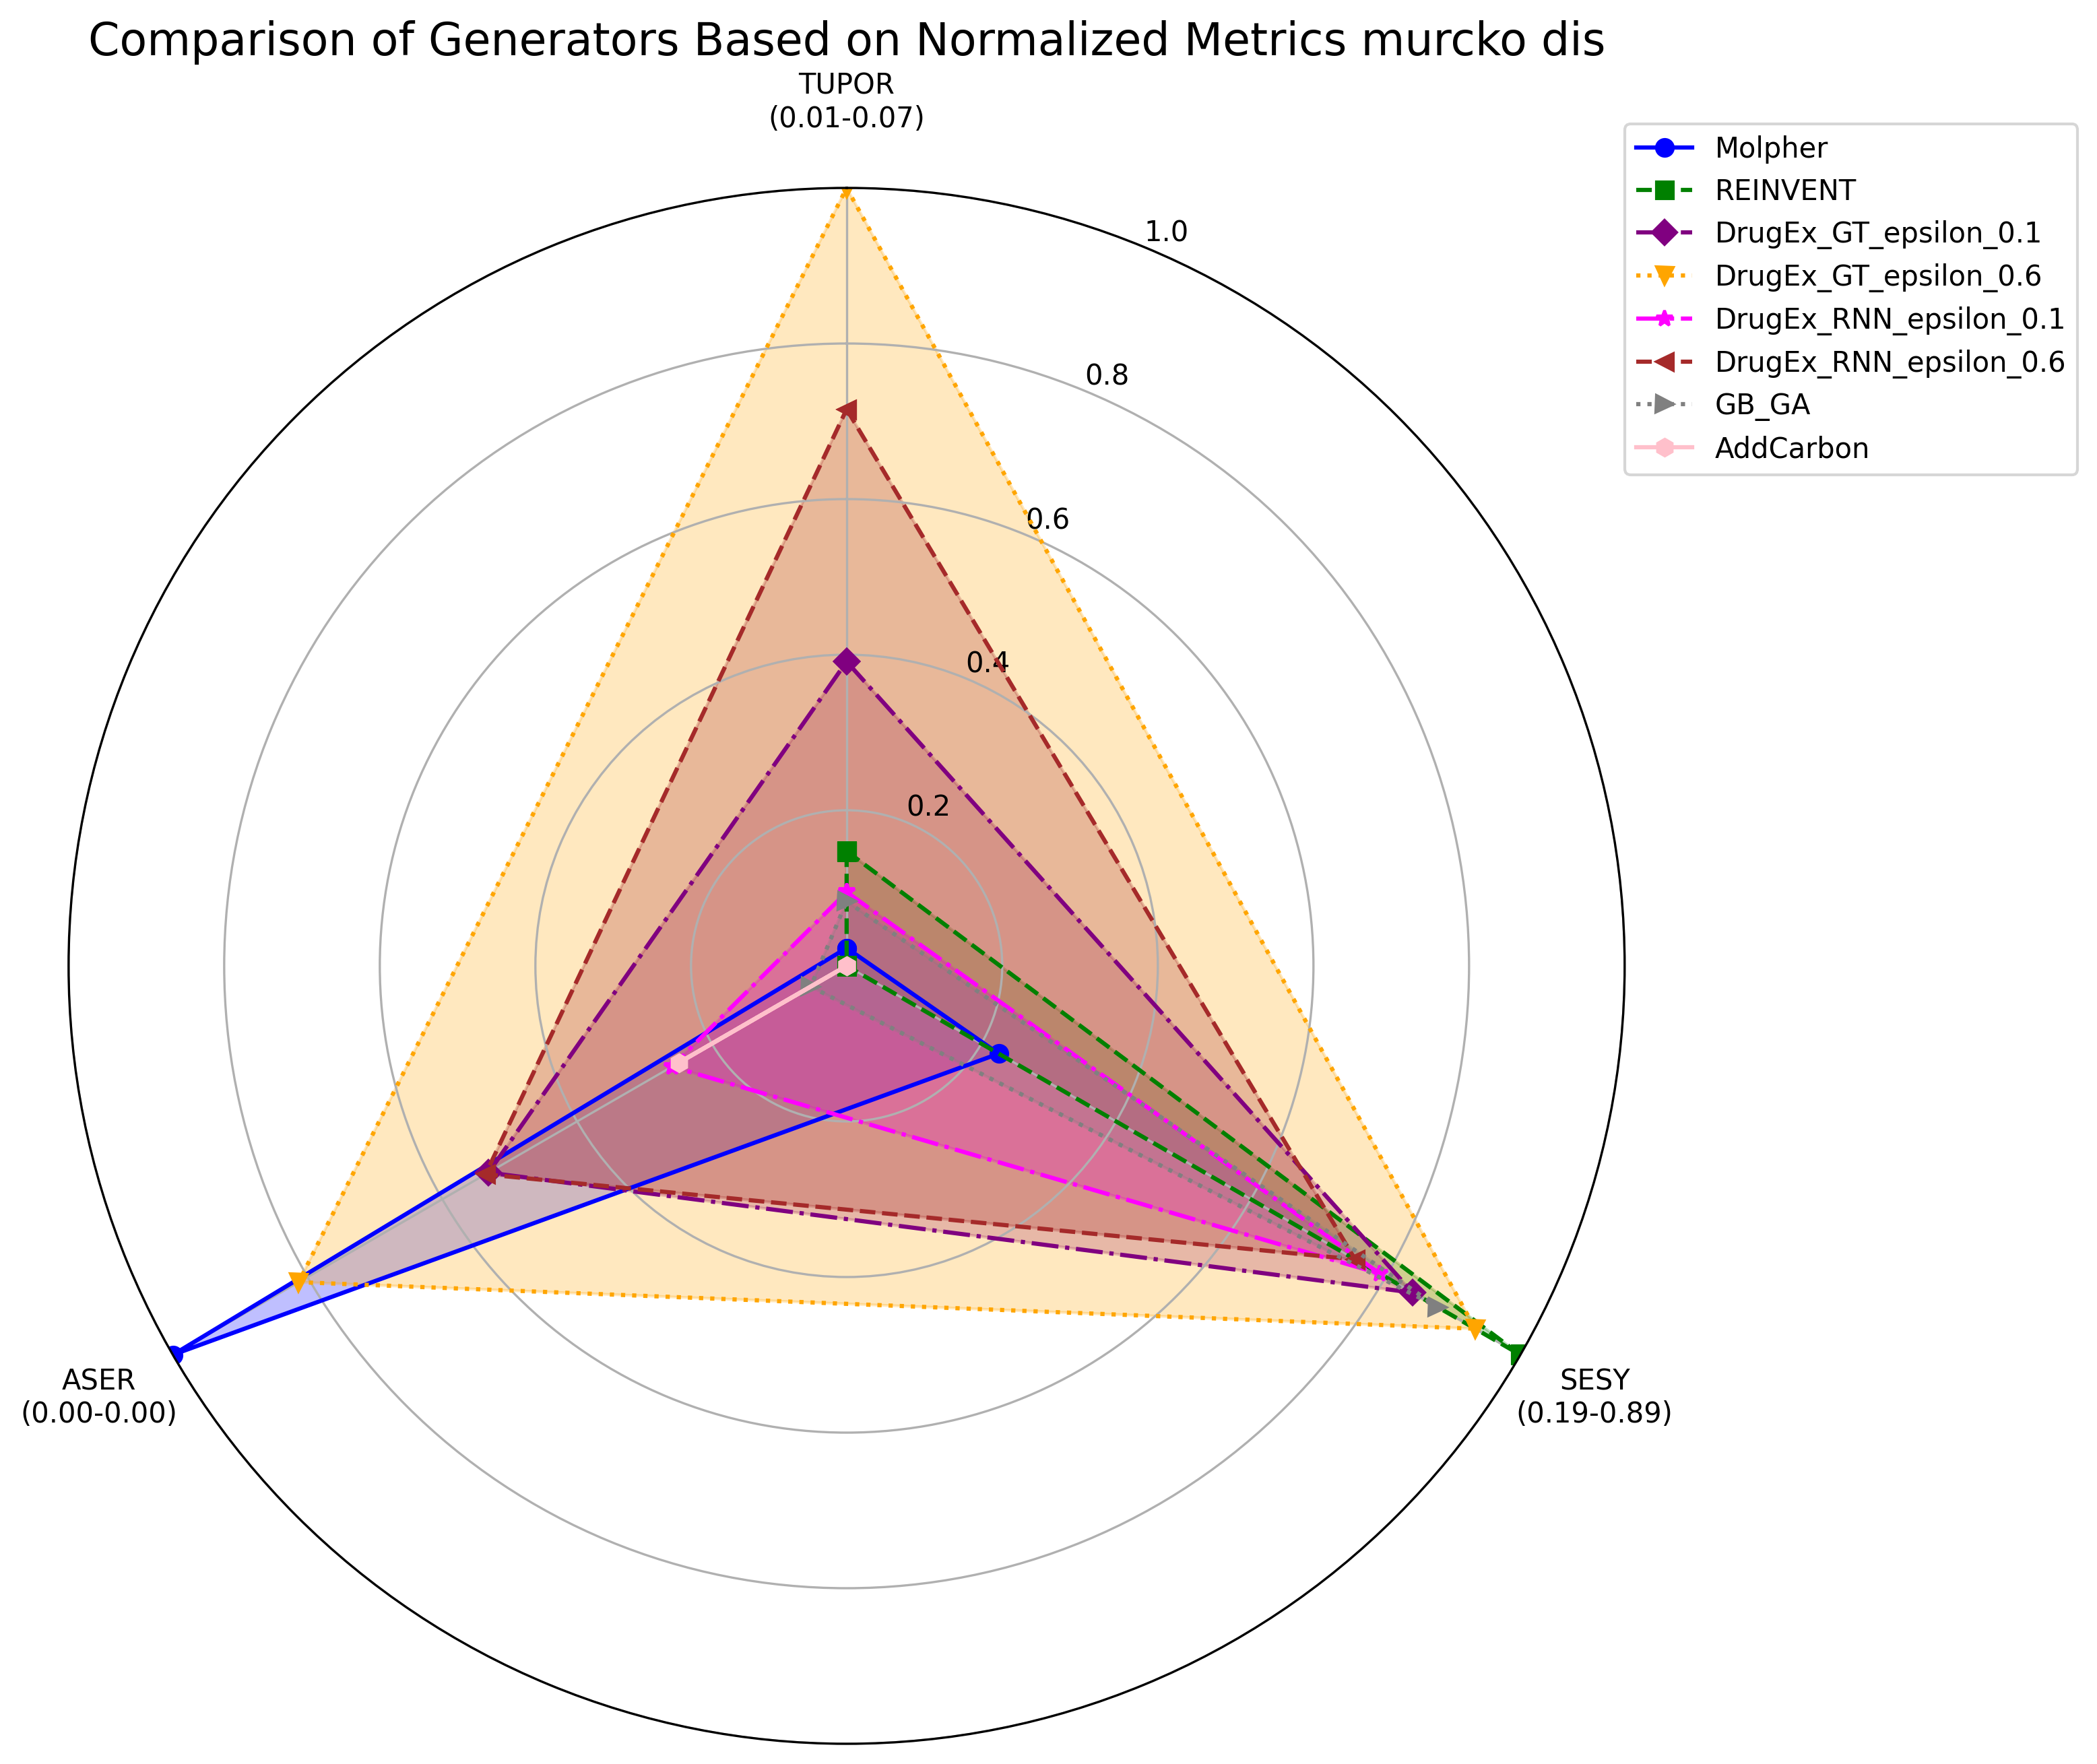 Comparison of Generators Based on Normalized Metrics murcko dis
TUPOR
(0.01-0.07)
Molpher
REINVENT
DrugEx_GT_epsilon_0.1
DrugEx_GT_epsilon_0.6
DrugEx_RNN_epsilon_0.1
DrugEx_RNN_epsilon_0.6
GB_GA
AddCarbon
1.0
0.8
0.6
0.4
0.2
ASER
(0.00-0.00)
SESY
(0.19-0.89)